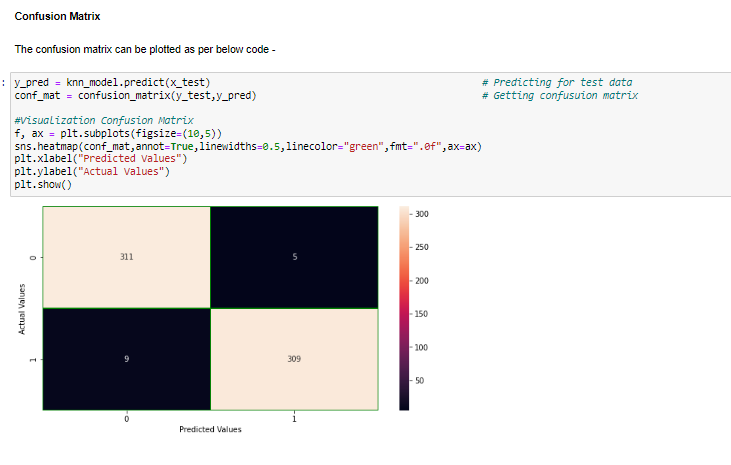 Confusion Matrix
The confusion matrix can be plotted as per below code -
: y_pred = knn_model.predict(x_test) # Predicting for test data
conf_mat = confusion_matrix(y_test,y_pred) # Getting confusuion matrix
#Visualization Confusion Matrix
f, ax = plt.subplots(figsize=(10,5))
sns.heatmap(conf_mat,annot=True,linewidths=0.5,linecolor="green",fmt=".0f",ax=ax)
plt.xlabel("Predicted Values")
plt.ylabel("Actual Values")
plt.show()
300
250
200
150
100
50
Actual Values
0
311
5
1
9
309
0
1
Predicted Values